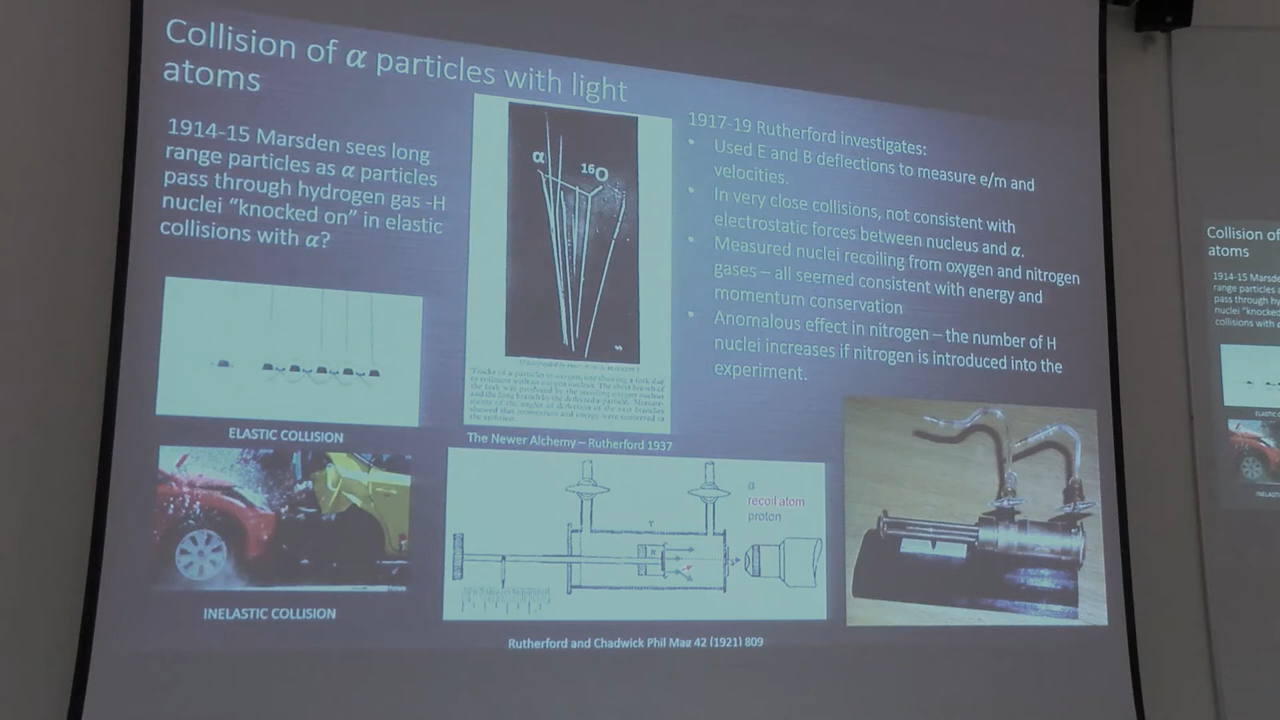 Collision of α particles with light
atoms
1914-15 Marsden sees long
range particles as α particles
pass through hydrogen gas -H
nuclei “knocked on” in elastic
collisions with α?
ELASTIC COLLISION
INELASTIC COLLISION
α
¹⁶O
The Newer Alchemy – Rutherford 1937
α
recoil atom
proton
Rutherford and Chadwick Phil Mag 42 (1921) 809
1917-19 Rutherford investigates:
• Used E and B deflections to measure e/m and
velocities.
• In very close collisions, not consistent with
electrostatic forces between nucleus and α.
• Measured nuclei recoiling from oxygen and nitrogen
gases – all seemed consistent with energy and
momentum conservation
• Anomalous effect in nitrogen – the number of H
nuclei increases if nitrogen is introduced into the
experiment.
Collision of
atoms
1914-15 Marsde
range particles
pass through hy
nuclei “knocked
collisions with